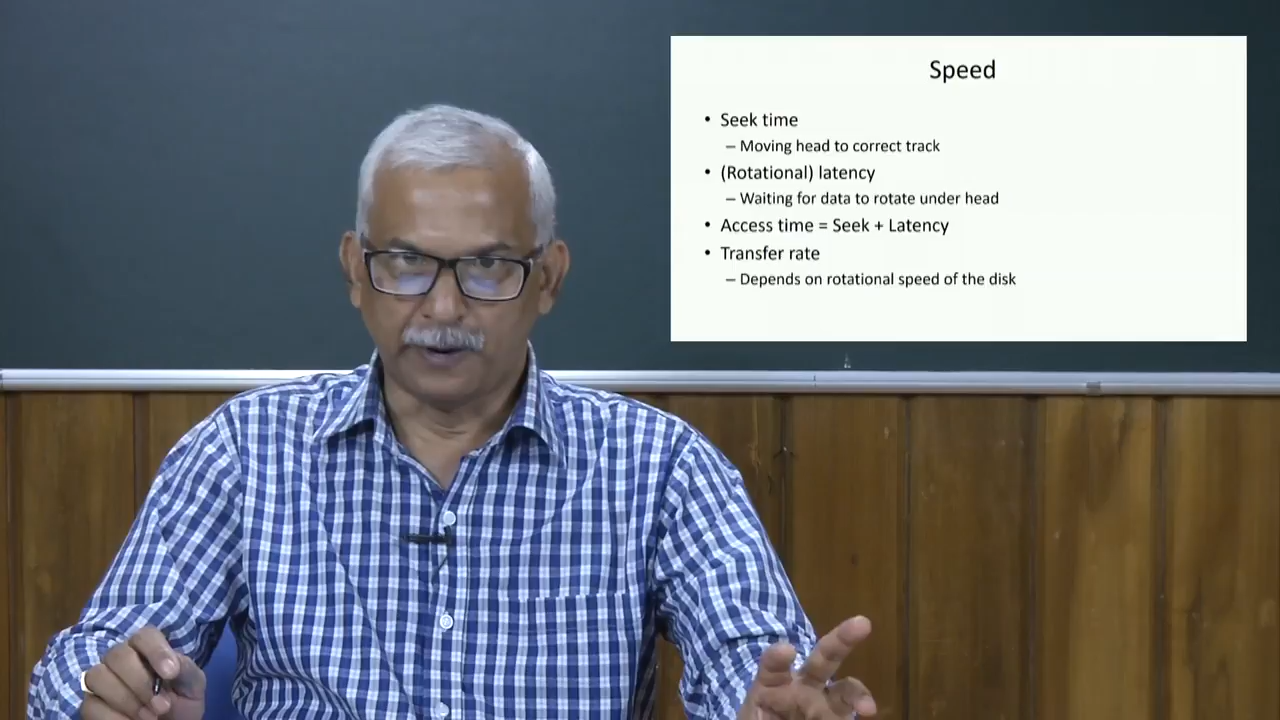 Speed
• Seek time
– Moving head to correct track
• (Rotational) latency
– Waiting for data to rotate under head
• Access time = Seek + Latency
• Transfer rate
– Depends on rotational speed of the disk